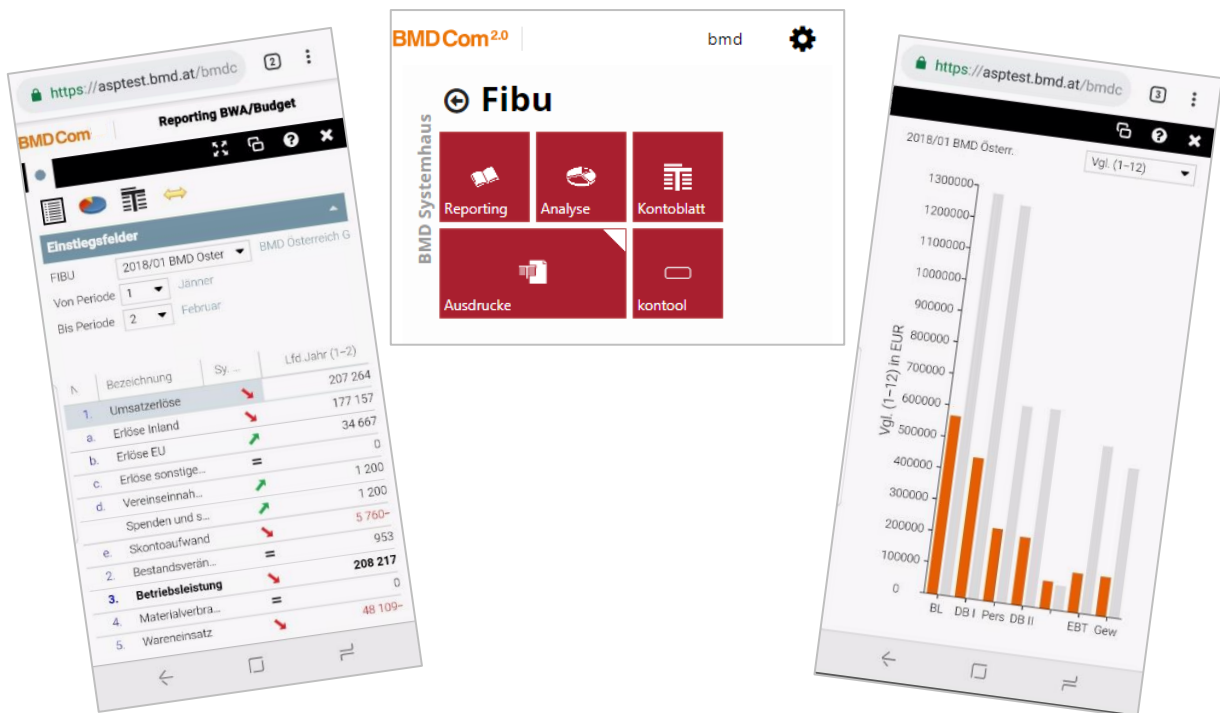 https://asptest.bmd.at/bmdc
2
BMDCom
Reporting BWA/Budget
Einstiegsfelder
FIBU
2018/01 BMD Öster
BMD Österreich G
Von Periode
1
Jänner
Bis Periode
2
Februar
Bezeichnung Sy. ... Lfd.Jahr (1-2)
1. Umsatzerlöse 207 264
a. Erlöse Inland 177 157
b. Erlöse EU 34 667
c. Erlöse sonstige... 0
d. Vereinseinnah... 1 200
Spenden und s... 1 200
e. Skontoaufwand 5 760-
2. Bestandsverän... 953
3. Betriebsleistung 208 217
4. Materialverbra... 0
5. Wareneinsatz 48 109-
BMDCom2.0
bmd
Fibu
BMD Systemhaus
Reporting
Analyse
Kontoblatt
Ausdrucke
kontool
https://asptest.bmd.at/bmdc
3
2018/01 BMD Österr.
Vgl. (1-12)
Vgl. (1-12) in EUR
1300000
1200000
1100000
1000000
900000
800000
700000
600000
500000
400000
300000
200000
100000
0
BL DB I Pers DB II EBT Gew